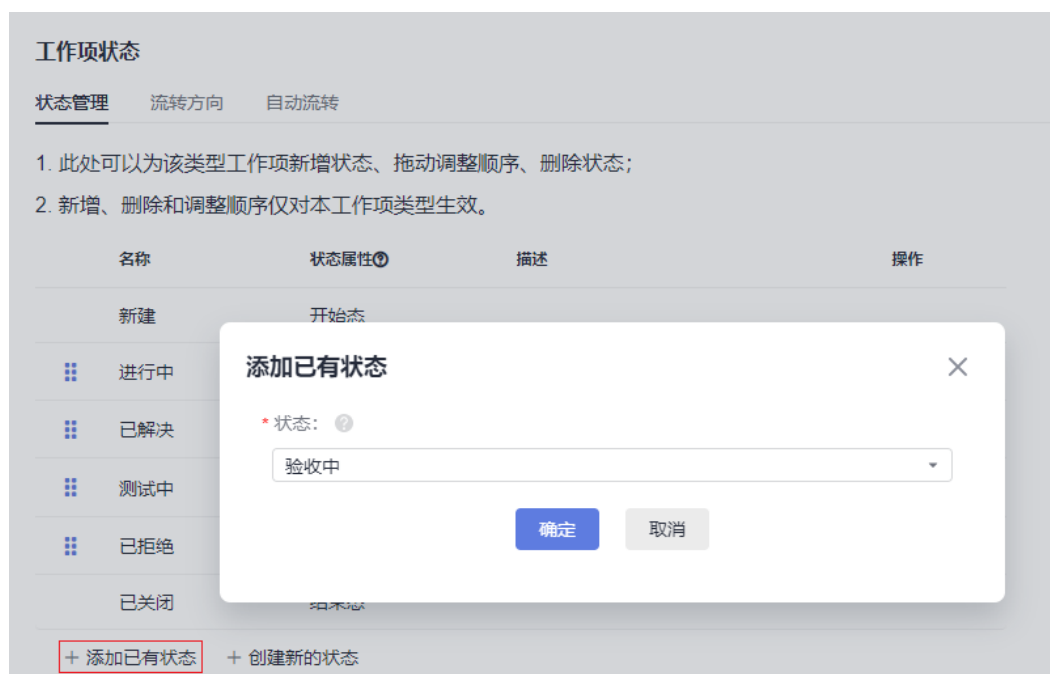 工作项状态
状态管理 流转方向 自动流转
1. 此处可以为该类型工作项新增状态、拖动调整顺序、删除状态；
2. 新增、删除和调整顺序仅对本工作项类型生效。
名称 状态属性 描述 操作
新建 开始态
进行中
已解决
测试中
已拒绝
已关闭 结束态
添加已有状态
* 状态：
验收中
确定 取消
+ 添加已有状态 + 创建新的状态